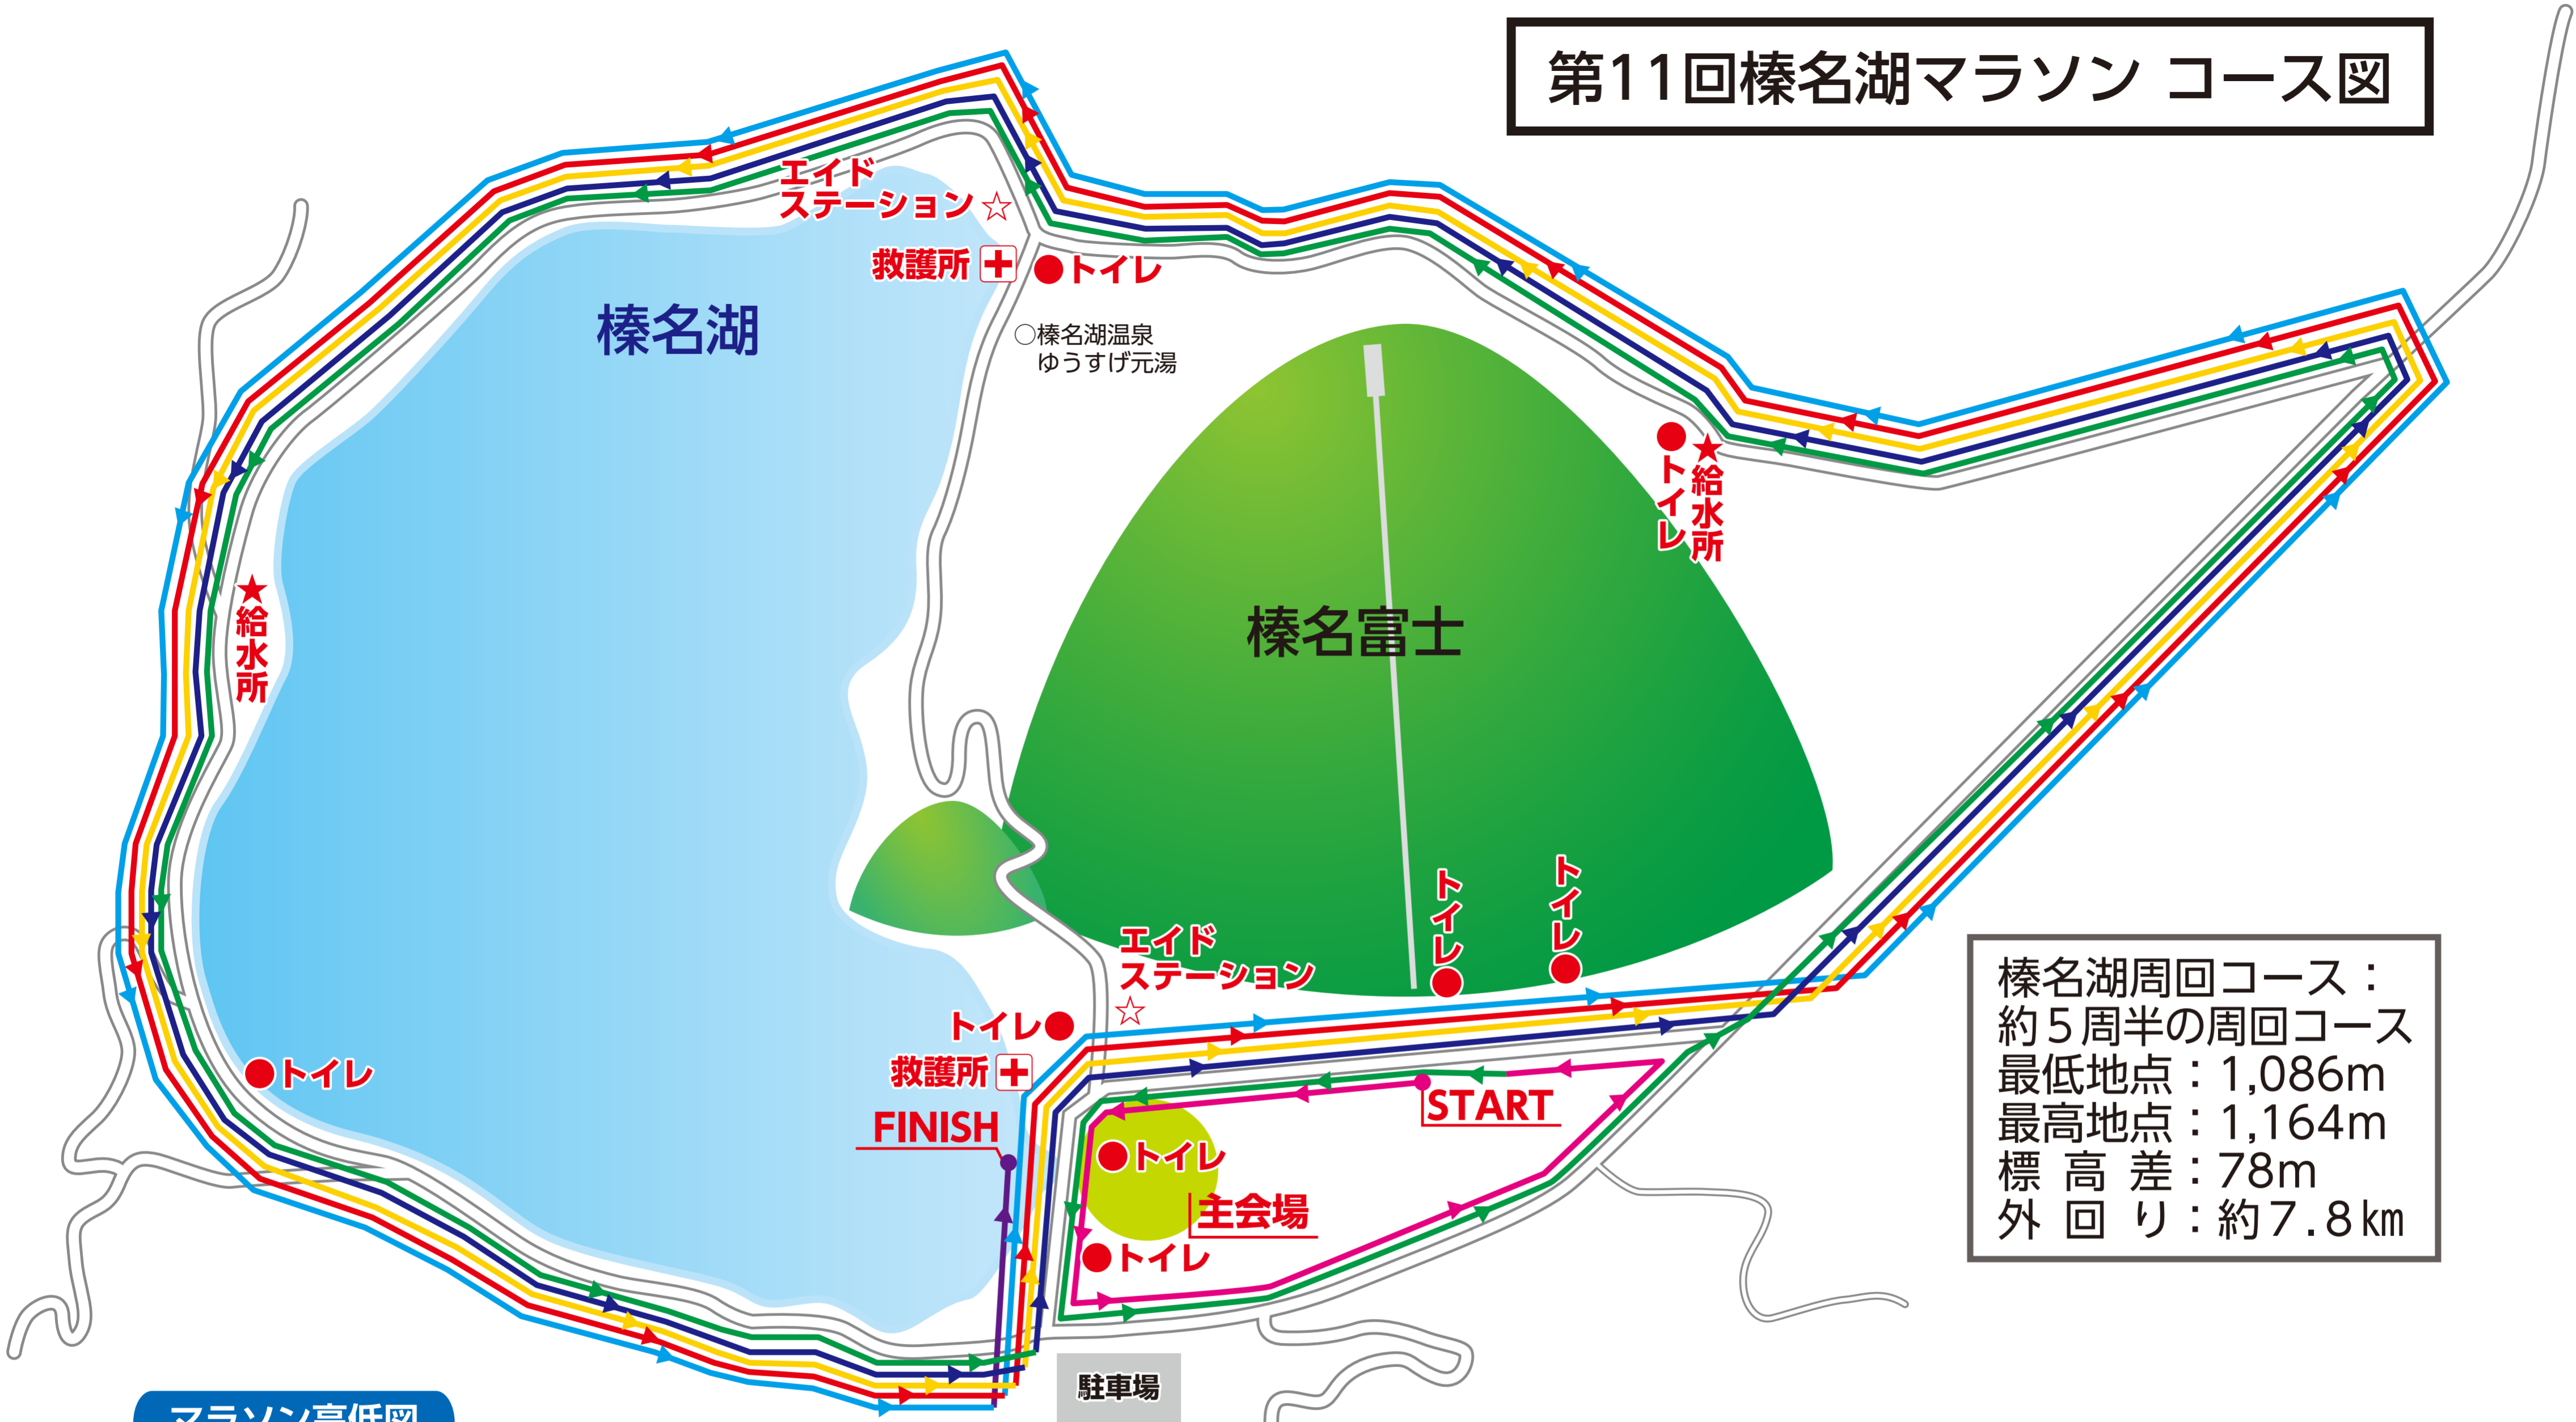 第11回榛名湖マラソン コース図
エイド
ステーション☆
救護所
トイレ
榛名湖
○榛名湖温泉
ゆうすげ元湯
トイレ
★給水所
★給水所
榛名富士
トイレ
トイレ
エイド
ステーション
☆
トイレ
救護所
トイレ
START
FINISH
トイレ
主会場
トイレ
駐車場
榛名湖周回コース：
約5周半の周回コース
最低地点：1,086m
最高地点：1,164m
標高差：78m
外回り：約7.8km
マラソン高低図